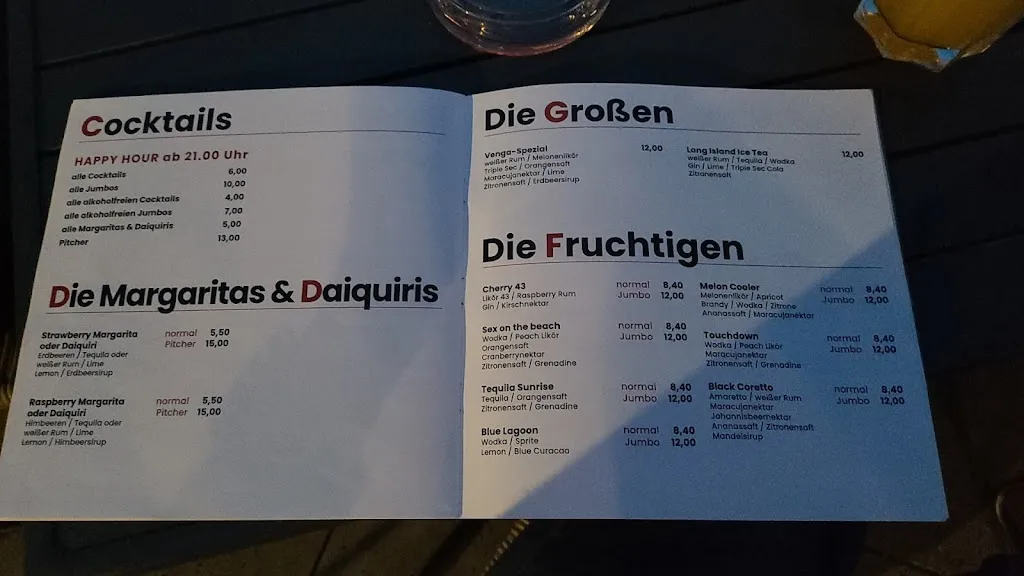 Cocktails
HAPPY HOUR ab 21.00 Uhr
alle Cocktails 6,00
alle Jumbos 10,00
alle alkoholfreien Cocktails 4,00
alle alkoholfreien Jumbos 7,00
alle Margaritas & Daiquiris 5,00
Pitcher 13,00
Die Margaritas & Daiquiris
Strawberry Margarita normal 5,50
oder Daiquiri Pitcher 15,00
Erdbeeren / Tequila oder
weißer Rum / Lime
Lemon / Erdbeersirup
Raspberry Margarita normal 5,50
oder Daiquiri Pitcher 15,00
Himbeeren / Tequila oder
weißer Rum / Lime
Lemon / Himbeersirup
Die Großen
Venga-Spezial 12,00
weißer Rum / Melonenlikör
Triple Sec / Orangensaft
Maracujanektar / Lime
Zitronensaft / Erdbeersirup
Long Island Ice Tea 12,00
weißer Rum / Tequila / Wodka
Gin / Lime / Triple Sec Cola
Zitronensaft
Die Fruchtigen
Cherry 43 normal 8,40
Likör 43 / Raspberry Rum Jumbo 12,00
Gin / Kirschnektar
Sex on the beach normal 8,40
Wodka / Peach Likör Jumbo 12,00
Orangensaft
Cranberrynektar
Zitronensaft / Grenadine
Tequila Sunrise normal 8,40
Tequila / Orangensaft Jumbo 12,00
Zitronensaft / Grenadine
Blue Lagoon normal 8,40
Wodka / Sprite Jumbo 12,00
Lemon / Blue Curacao
Melon Cooler normal 8,40
Melonenlikör / Apricot Jumbo 12,00
Brandy / Wodka / Zitrone
Ananassaft / Maracujanektar
Touchdown normal 8,40
Wodka / Peach Likör Jumbo 12,00
Maracujanektar
Zitronensaft / Grenadine
Black Coretto normal 8,40
Amaretto / weißer Rum Jumbo 12,00
Maracujanektar
Johannisbeernektar
Ananassaft / Zitronensaft
Mandelsirup